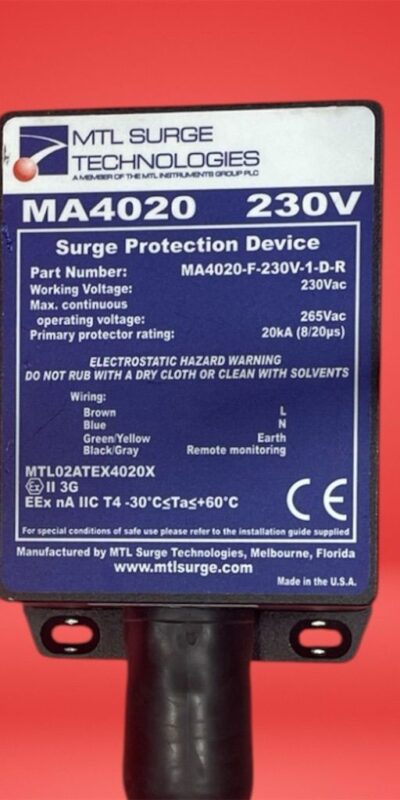 MTL SURGE
TECHNOLOGIES
A MEMBER OF THE MTL INSTRUMENTS GROUP PLC
MA4020 230V
Surge Protection Device
Part Number: MA4020-F-230V-1-D-R
Working Voltage: 230Vac
Max. continuous
operating voltage: 265Vac
Primary protector rating: 20kA (8/20µs)
ELECTROSTATIC HAZARD WARNING
DO NOT RUB WITH A DRY CLOTH OR CLEAN WITH SOLVENTS
Wiring:
Brown L
Blue N
Green/Yellow Earth
Black/Gray Remote monitoring
MTL02ATEX4020X
Ex II 3G
EEx nA IIC T4 -30°C≤Ta≤+60°C
CE
For special conditions of safe use please refer to the installation guide supplied
Manufactured by MTL Surge Technologies, Melbourne, Florida
www.mtlsurge.com
Made in the U.S.A.